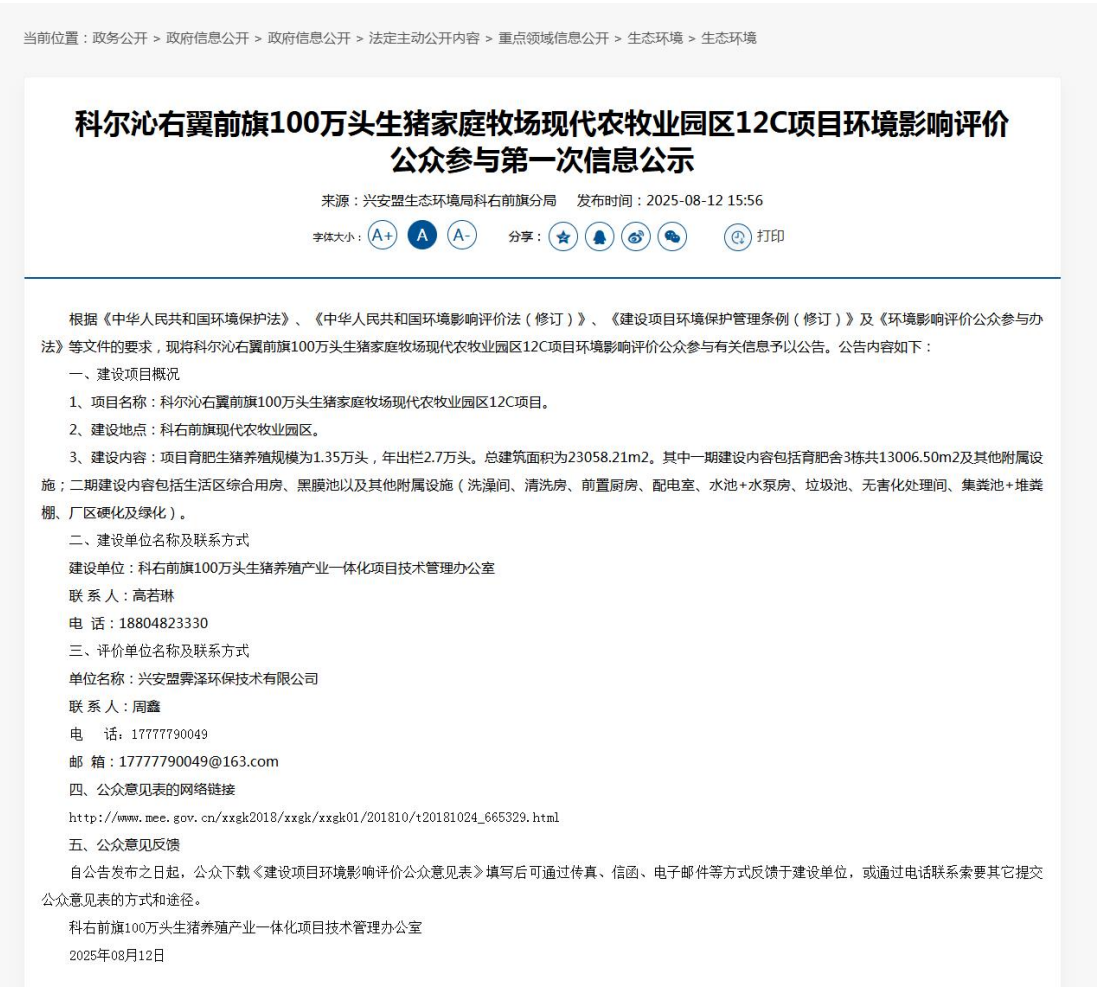 当前位置：政务公开 > 政府信息公开 > 政府信息公开 > 法定主动公开内容 > 重点领域信息公开 > 生态环境 > 生态环境
科尔沁右翼前旗100万头生猪家庭牧场现代农牧业园区12C项目环境影响评价
公众参与第一次信息公示
来源：兴安盟生态环境局科右前旗分局 发布时间：2025-08-12 15:56
字体大小： A+ A A- 分享： 打印
根据《中华人民共和国环境保护法》、《中华人民共和国环境影响评价法（修订）》、《建设项目环境保护管理条例（修订）》及《环境影响评价公众参与办
法》等文件的要求，现将科尔沁右翼前旗100万头生猪家庭牧场现代农牧业园区12C项目环境影响评价公众参与有关信息予以公告。公告内容如下：
一、建设项目概况
1、项目名称：科尔沁右翼前旗100万头生猪家庭牧场现代农牧业园区12C项目。
2、建设地点：科右前旗现代农牧业园区。
3、建设内容：项目育肥生猪养殖规模为1.35万头，年出栏2.7万头。总建筑面积为23058.21m2。其中一期建设内容包括育肥舍3栋共13006.50m2及其他附属设
施；二期建设内容包括生活区综合用房、黑膜池以及其他附属设施（洗澡间、清洗房、前置厨房、配电室、水池+水泵房、垃圾池、无害化处理间、集粪池+堆粪
棚、厂区硬化及绿化）。
二、建设单位名称及联系方式
建设单位：科右前旗100万头生猪养殖产业一体化项目技术管理办公室
联 系 人：高若琳
电 话：18804823330
三、评价单位名称及联系方式
单位名称：兴安盟霁泽环保技术有限公司
联 系 人：周鑫
电 话：17777790049
邮 箱：17777790049@163.com
四、公众意见表的网络链接
http://www.mee.gov.cn/xxgk2018/xxgk/xxgk01/201810/t20181024_665329.html
五、公众意见反馈
自公告发布之日起，公众下载《建设项目环境影响评价公众意见表》填写后可通过传真、信函、电子邮件等方式反馈于建设单位，或通过电话联系索要其它提交
公众意见表的方式和途径。
科右前旗100万头生猪养殖产业一体化项目技术管理办公室
2025年08月12日